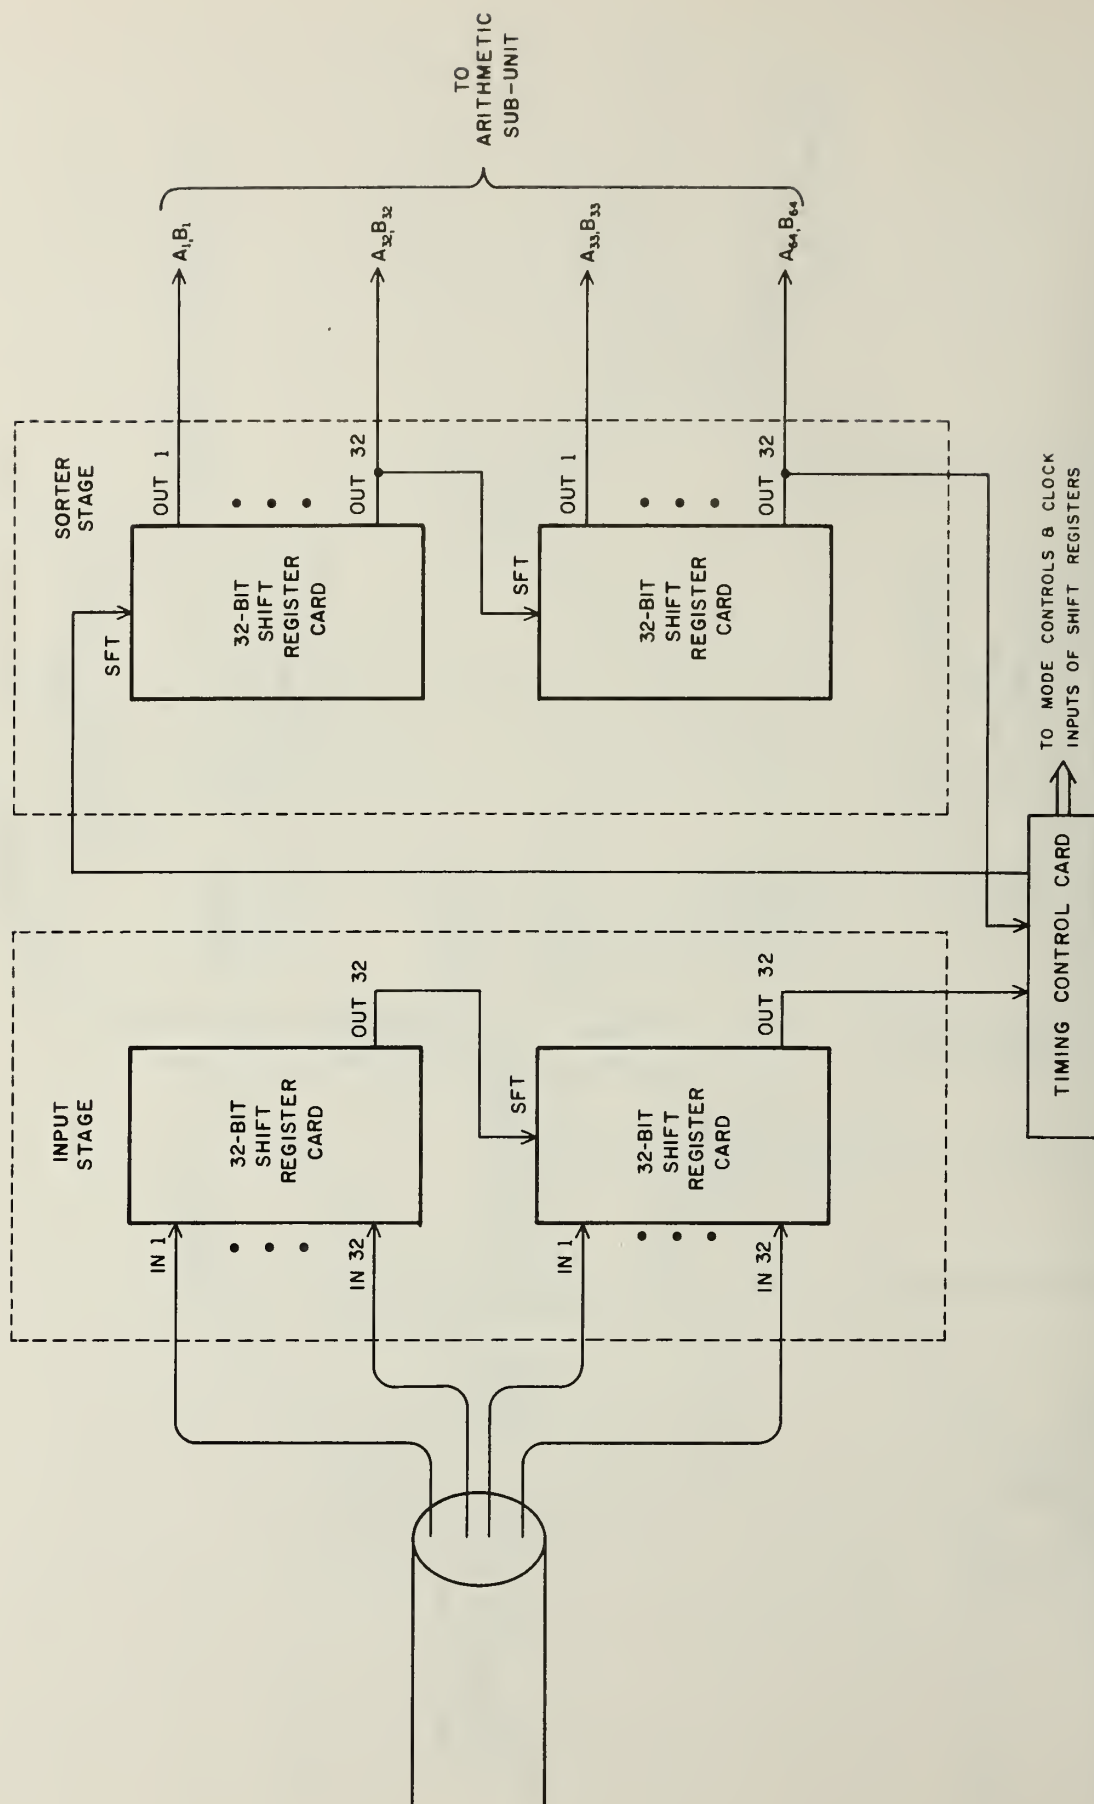 INPUT
STAGE
IN 1
32-BIT
SHIFT
REGISTER
CARD
IN 32
OUT 32
SFT
IN 1
32-BIT
SHIFT
REGISTER
CARD
IN 32
OUT 32
SORTER
STAGE
SFT
32-BIT
SHIFT
REGISTER
CARD
OUT 1
OUT 32
SFT
32-BIT
SHIFT
REGISTER
CARD
OUT 1
OUT 32
A₁,B₁
A₃₂,B₃₂
A₃₃,B₃₃
A₆₄,B₆₄
TO
ARITHMETIC
SUB-UNIT
TIMING CONTROL CARD
TO MODE CONTROLS & CLOCK
INPUTS OF SHIFT REGISTERS